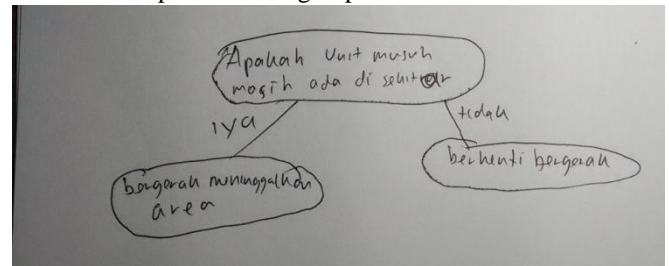 Apakah Unit musuh
masih ada di sekitar
iya
tidak
bergerak meninggalkan
area
berhenti bergerak